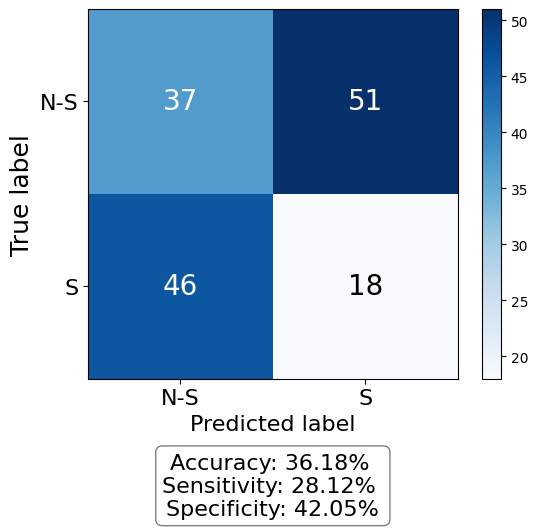 50
N-S 37 51
45
40
True label
35
30
S 46 18
25
20
N-S S
Predicted label
Accuracy: 36.18%
Sensitivity: 28.12%
Specificity: 42.05%